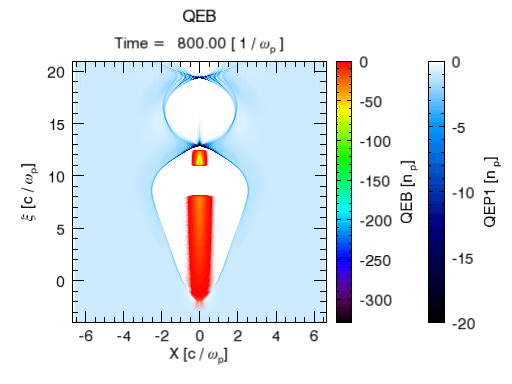 QEB
Time = 800.00 [ 1 / ω_p ]
20
15
10
5
0
ξ [c / ω_p]
-6 -4 -2 0 2 4 6
X [c / ω_p]
0
-50
-100
-150
-200
-250
-300
QEB [n_p]
0
-5
-10
-15
-20
QEP1 [n_p]